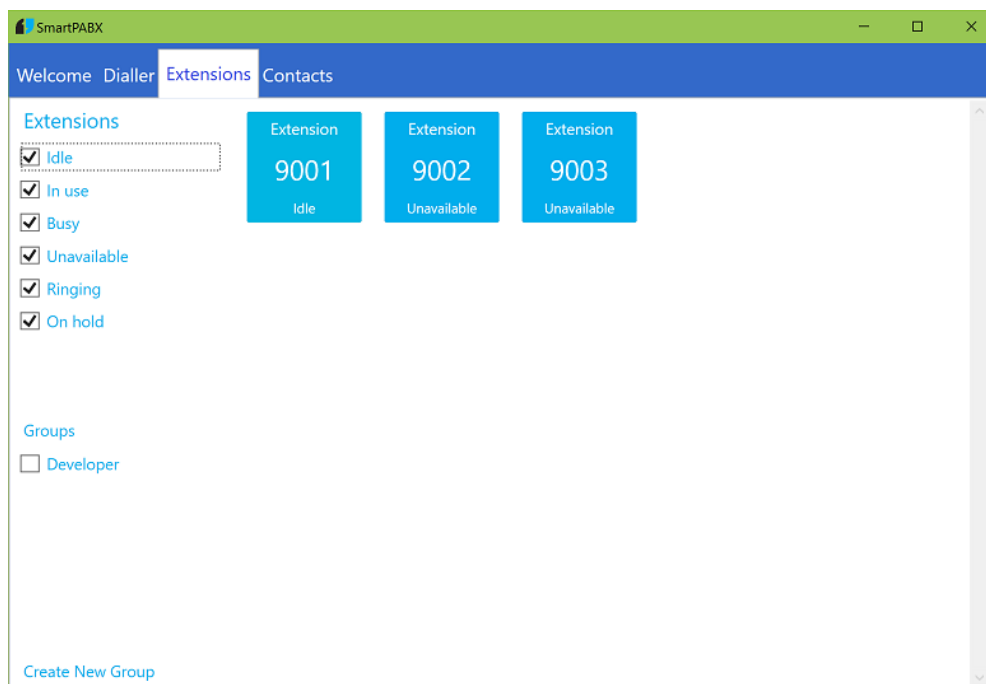 SmartPABX
Welcome Dialler Extensions Contacts
Extensions
Idle
In use
Busy
Unavailable
Ringing
On hold
Groups
Developer
Create New Group
Extension
9001
Idle
Extension
9002
Unavailable
Extension
9003
Unavailable